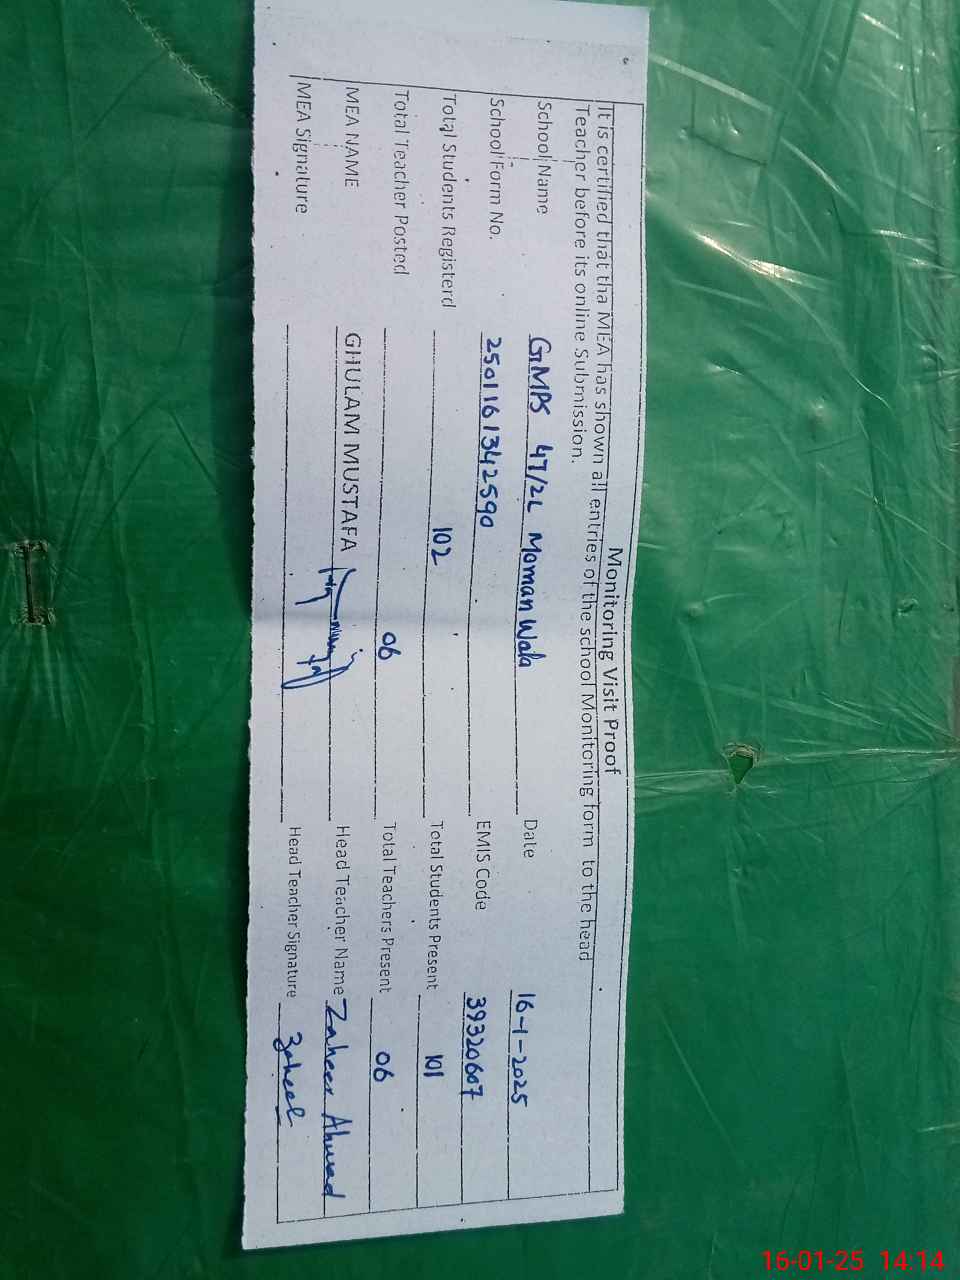 Monitoring Visit Proof
It is certified that tha MEA has shown all entries of the school Monitoring form to the head
Teacher before its online Submission.
School Name GMPS 47/2L Moman Wala Date 16-1-2025
School Form No. 2501161342590 EMIS Code 39320607
Total Students Registerd 102 Total Students Present 101
Total Teacher Posted 06 Total Teachers Present 06
MEA NAME GHULAM MUSTAFA Head Teacher Name Zaheer Ahmad
MEA Signature Head Teacher Signature Zaheer
16-01-25 14:14